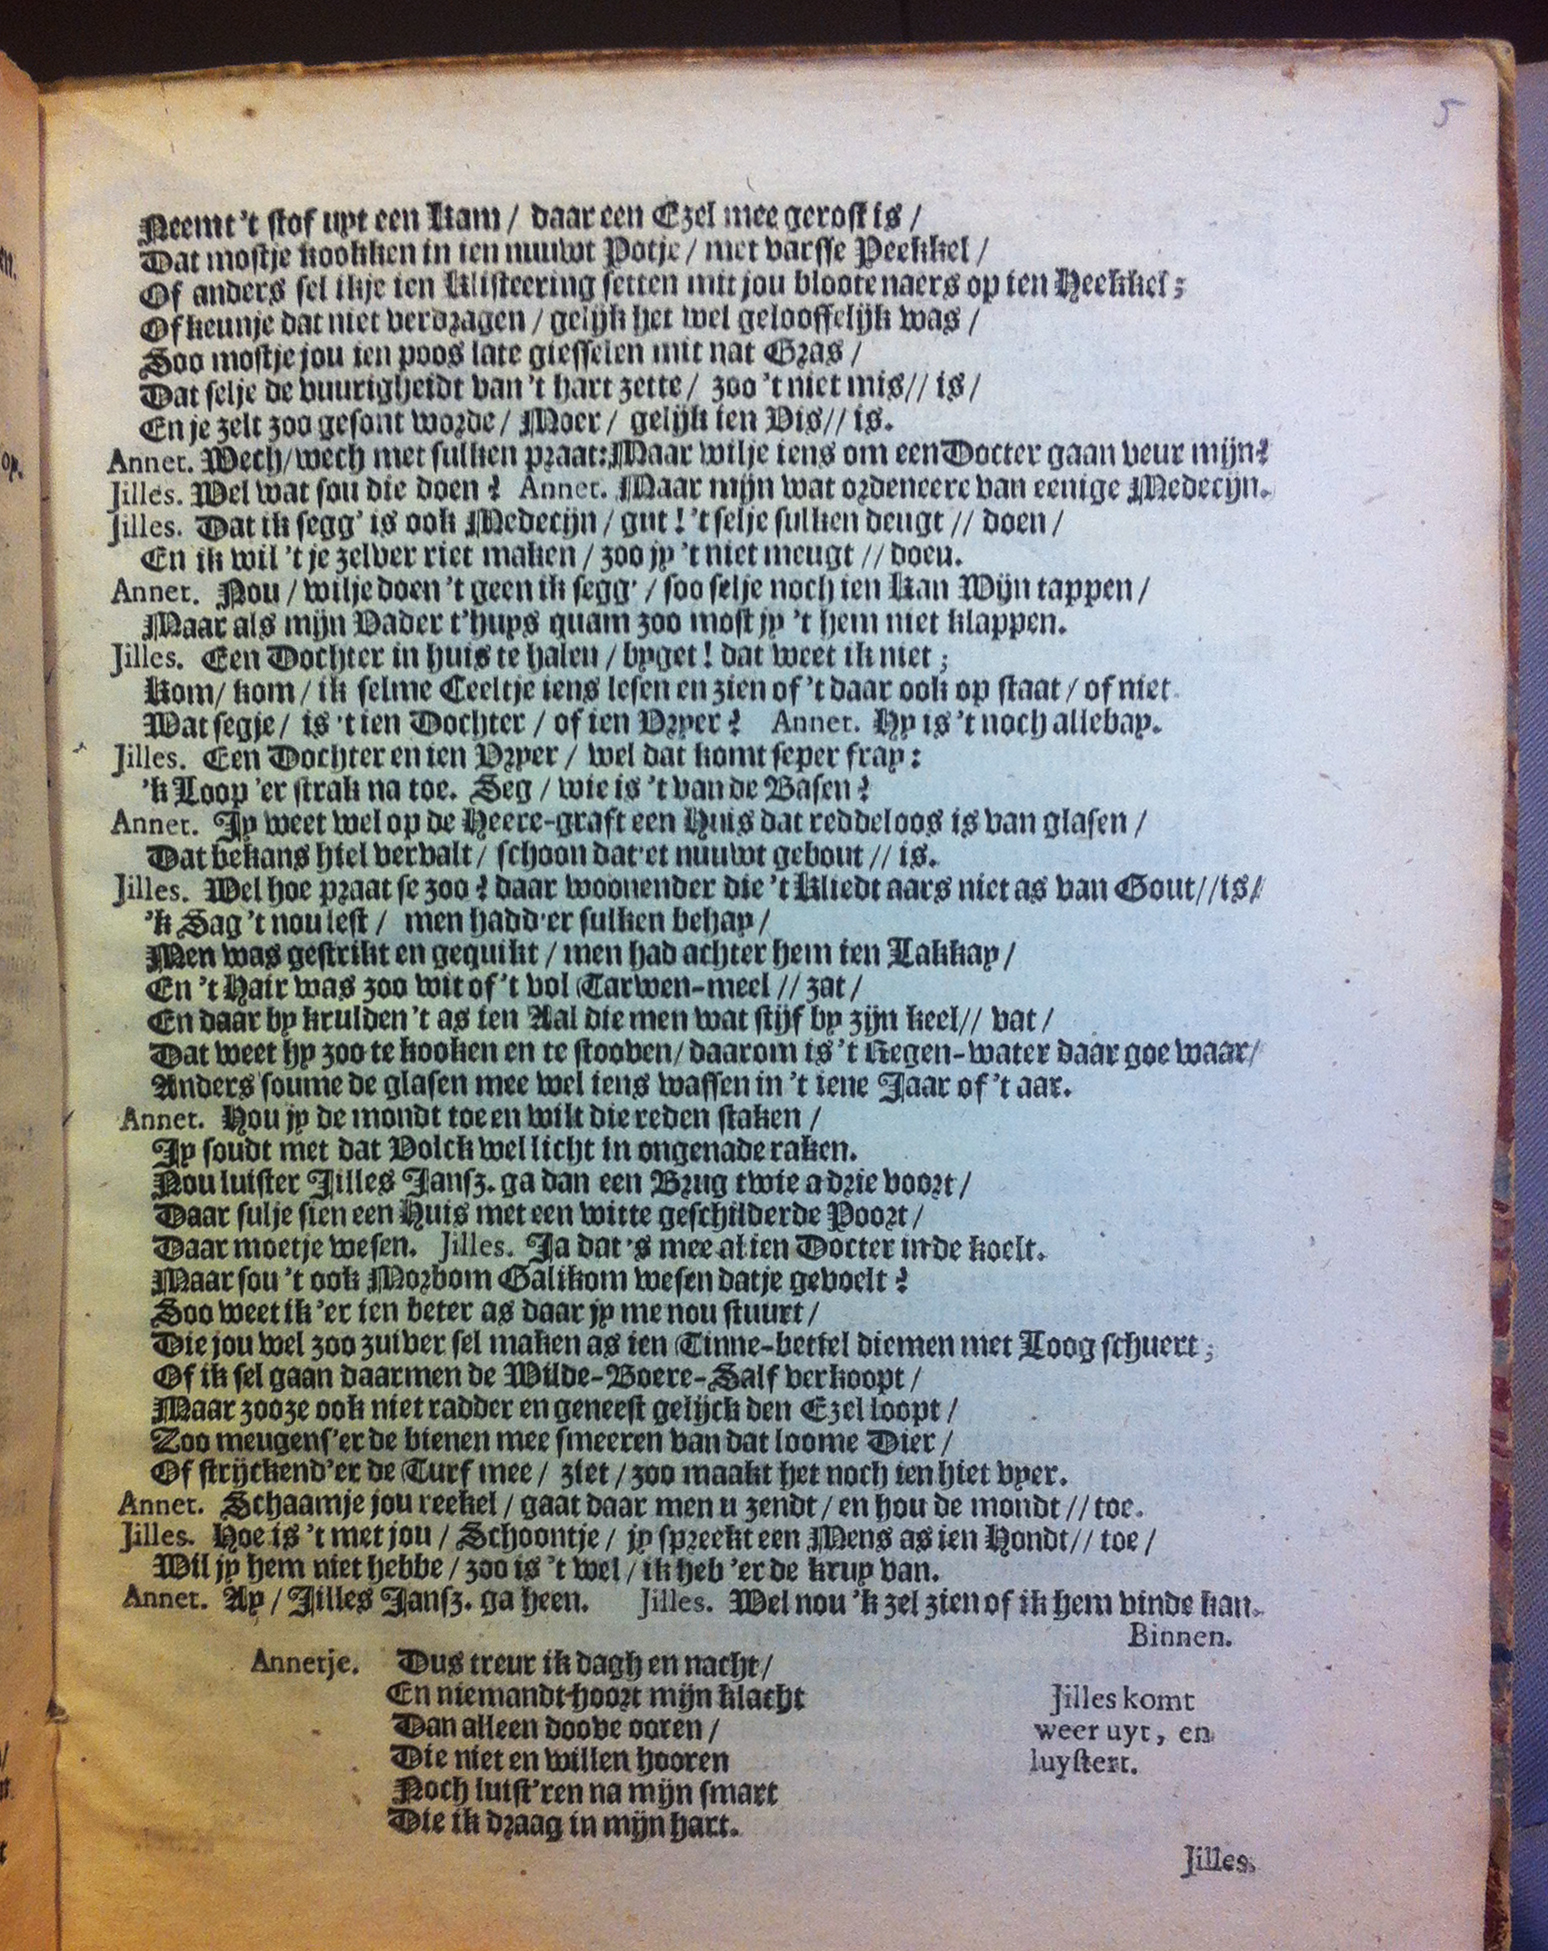 5
Neemt 't stof uyt een Kam / daar een Ezel mee gerost is /
Dat mostje kookken in ien nuuwt Potje / met varsse Peekkel /
Of anders sel ikje ien Klisteering setten mit jou bloote naers op ien Heekkel ;
Of keunje dat niet verdragen / gelijk het wel gelooffelijk was /
Soo mostje jou ien poos late giesselen mit nat Gras /
Dat selje de vuurigheidt van 't hart zette / zoo 't niet mis// is /
En je zelt zoo gesont worde / Moer / gelijk ien Vis// is.
Annet. Wech/wech met sulken praat: Maar wilje iens om een Docter gaan veur mijn?
Jilles. Wel wat sou die doen ? Annet. Maar mijn wat ordeneere van eenige Medecijn.
Jilles. Dat ik segg' is ook Medecijn / gut ! 't selje sulken deugt // doen /
En ik wil 't je zelver riet maken / zoo jy 't niet meugt // doen.
Annet. Nou / wilje doen 't geen ik segg' / soo selje noch ien Kan Wijn tappen /
Maar als mijn Vader t'huys quam zoo most jy 't hem niet klappen.
Jilles. Een Dochter in huis te halen / byget ! dat weet ik niet ;
Kom / kom / ik selme Ceeltje iens lesen en zien of 't daar ook op staat / of niet
Wat segje / is 't ien Dochter / of ien Vryer ? Annet. Hy is 't noch allebay.
Jilles. Een Dochter en ien Vryer / wel dat komt seper fray :
'k Loop 'er strak na toe. Seg / wie is 't van de Basen ?
Annet. Jy weet wel op de Heere-graft een Huis dat reddeloos is van glasen /
Dat bekans hiel vervalt / schoon dat'et nuuwt gebout // is.
Jilles. Wel hoe praat se zoo ? daar woonender die 't Kliedt aars niet as van Gout//is/
'k Sag 't nou lest / men hadd'er sulken behay /
Men was gestrikt en gequikt / men had achter hem ien Lakkay /
En 't Hair was zoo wit of 't vol Tarwen-meel // zat /
En daar by krulden 't as ien Aal die men wat stijf by zijn keel// vat /
Dat weet hy zoo te kooken en te stooven / daarom is 't Regen-water daar goe waar /
Anders soume de glasen mee wel iens wassen in 't iene Jaar of 't aar.
Annet. Hou jy de mondt toe en wilt die reden staken /
Jy soudt met dat Volck wel licht in ongenade raken.
Nou luister Jilles Jansz. ga dan een Brug twie a drie voort /
Daar sulje sien een Huis met een witte geschilderde Poort /
Daar moetje wesen. Jilles. Ja dat 's mee al ien Docter in de koelt.
Maar sou 't ook Morbom Galikom wesen datje gevoelt ?
Soo weet ik 'er ien beter as daar jy me nou stuurt /
Die jou wel zoo zuiver sel maken as ien Tinne-bettel diemen met Loog schuert ;
Of ik sel gaan daarmen de Wilde-Boere-Salf verkoopt /
Maar zooze ook niet radder en geneest gelijck den Ezel loopt /
Zoo meugens'er de bienen mee smeeren van dat loome Dier /
Of strijckend'er de Turf mee / ziet / zoo maakt het noch ien hiet vyer.
Annet. Schaamje jou reekel / gaat daar men u zendt / en hou de mondt // toe.
Jilles. Hoe is 't met jou / Schoontje / jy spreekt een Mens as ien Hondt // toe /
Wil jy hem niet hebbe / zoo is 't wel / ik heb 'er de kruy van.
Annet. Ay / Jilles Jansz. ga heen. Jilles. Wel nou 'k zel zien of ik hem vinde kan.
Binnen.
Annetje. Dus treur ik dagh en nacht /
En niemandt hoort mijn klacht
Dan alleen doove ooren /
Die niet en willen hooren
Noch luist'ren na mijn smart
Die ik draag in mijn hart.
Jilles komt
weer uyt, en
luystert.
Jilles.